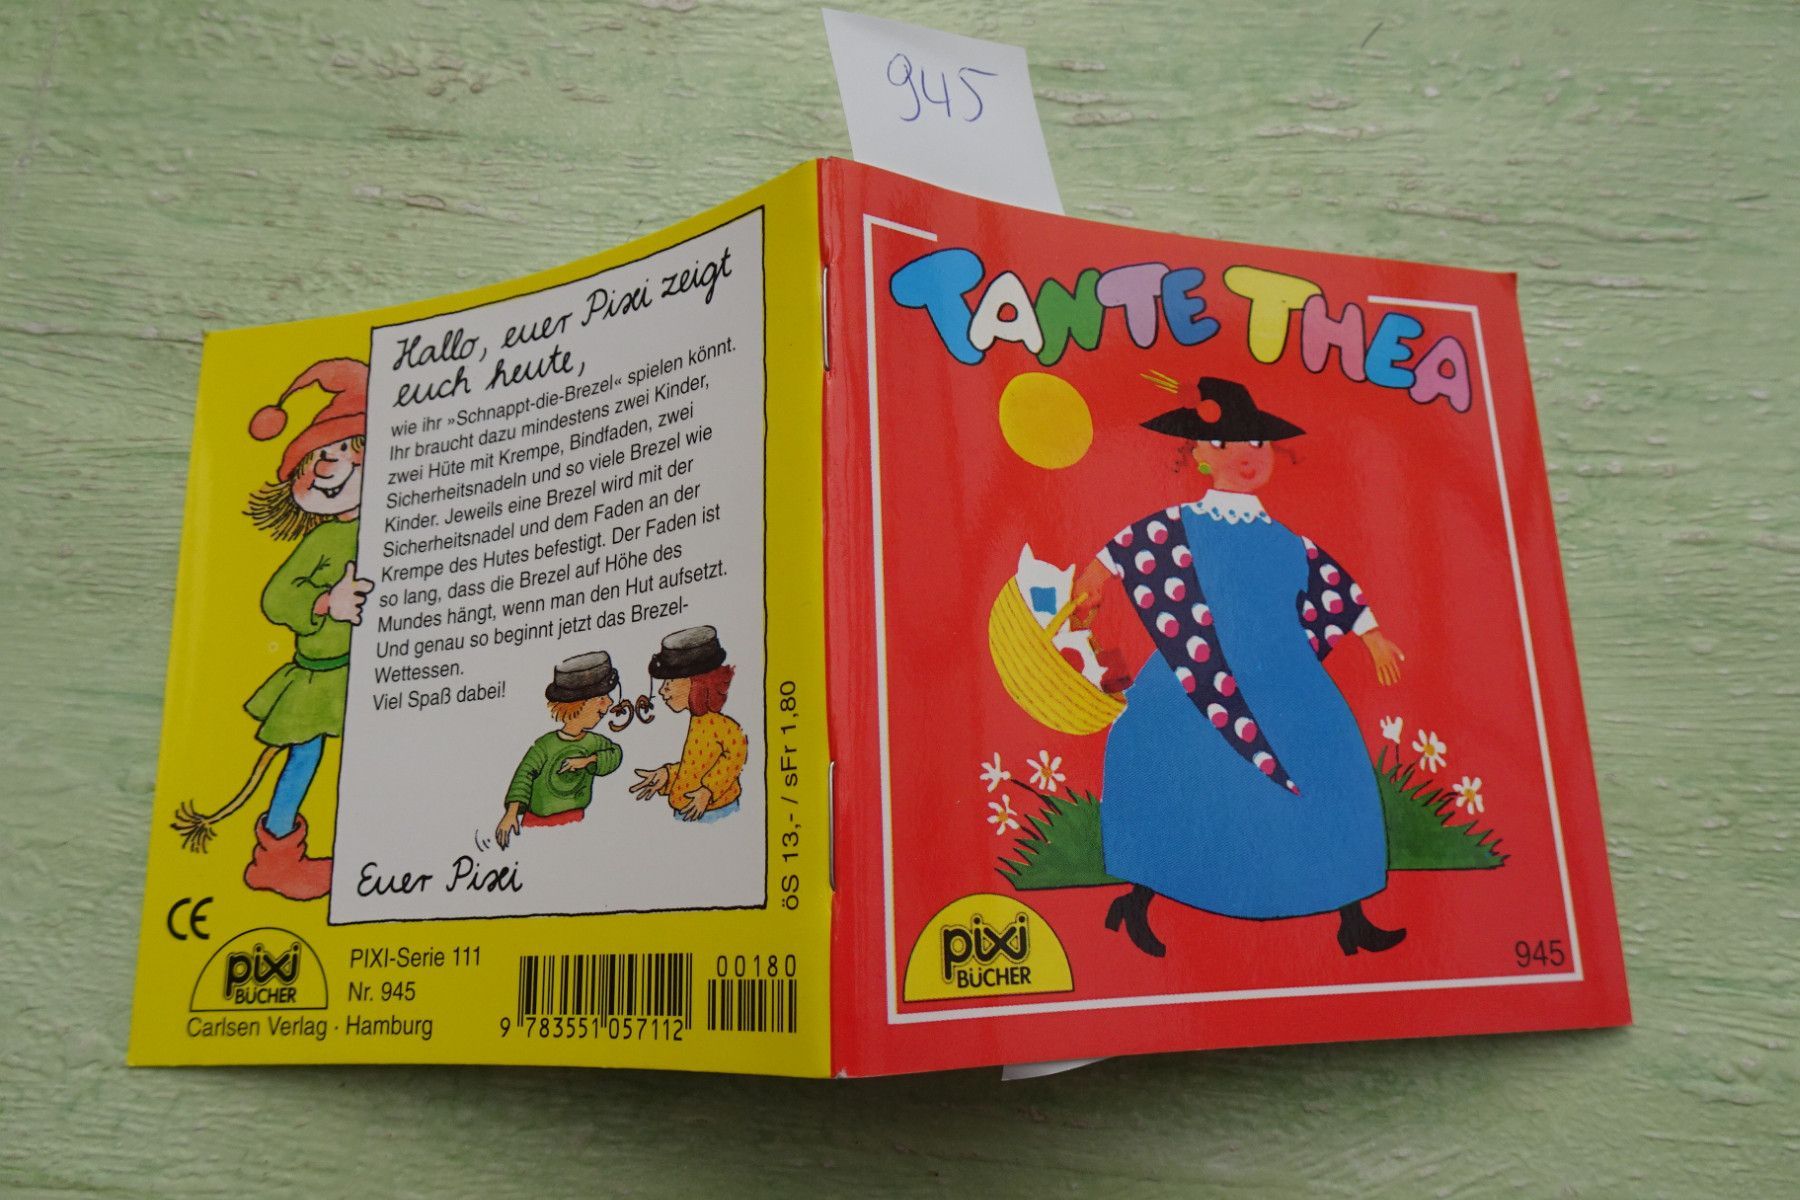 945
Hallo, euer Pixi zeigt
euch heute,
wie ihr »Schnappt-die-Brezel« spielen könnt.
Ihr braucht dazu mindestens zwei Kinder,
zwei Hüte mit Krempe, Bindfaden, zwei
Sicherheitsnadeln und so viele Brezel wie
Kinder. Jeweils eine Brezel wird mit der
Sicherheitsnadel und dem Faden an der
Krempe des Hutes befestigt. Der Faden ist
so lang, dass die Brezel auf Höhe des
Mundes hängt, wenn man den Hut aufsetzt.
Und genau so beginnt jetzt das Brezel-
Wettessen.
Viel Spaß dabei!
Euer Pixi
öS 13,- / sFr 1,80
CE
pixi
BÜCHER
PIXI-Serie 111
Nr. 945
Carlsen Verlag · Hamburg
9 783551 057112
00180
TANTE THEA
pixi
BÜCHER
945